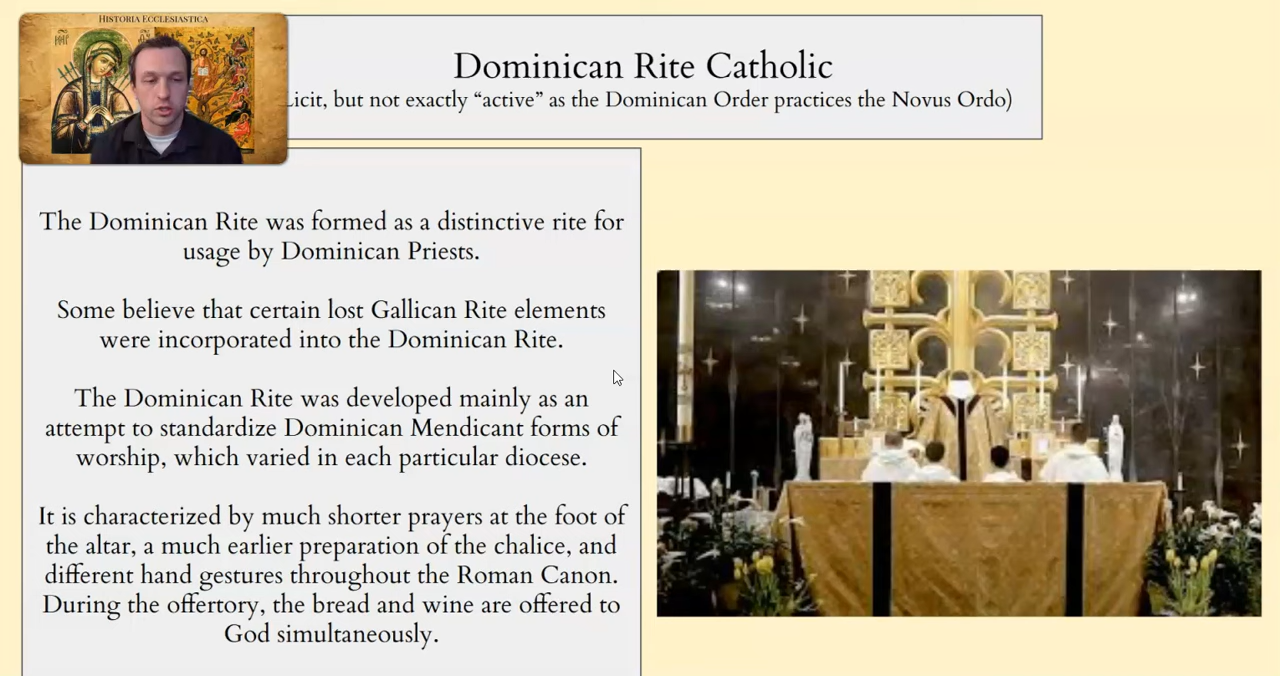 HISTORIA ECCLESIASTICA
Dominican Rite Catholic
Licit, but not exactly “active” as the Dominican Order practices the Novus Ordo)
The Dominican Rite was formed as a distinctive rite for
usage by Dominican Priests.
Some believe that certain lost Gallican Rite elements
were incorporated into the Dominican Rite.
The Dominican Rite was developed mainly as an
attempt to standardize Dominican Mendicant forms of
worship, which varied in each particular diocese.
It is characterized by much shorter prayers at the foot of
the altar, a much earlier preparation of the chalice, and
different hand gestures throughout the Roman Canon.
During the offertory, the bread and wine are offered to
God simultaneously.